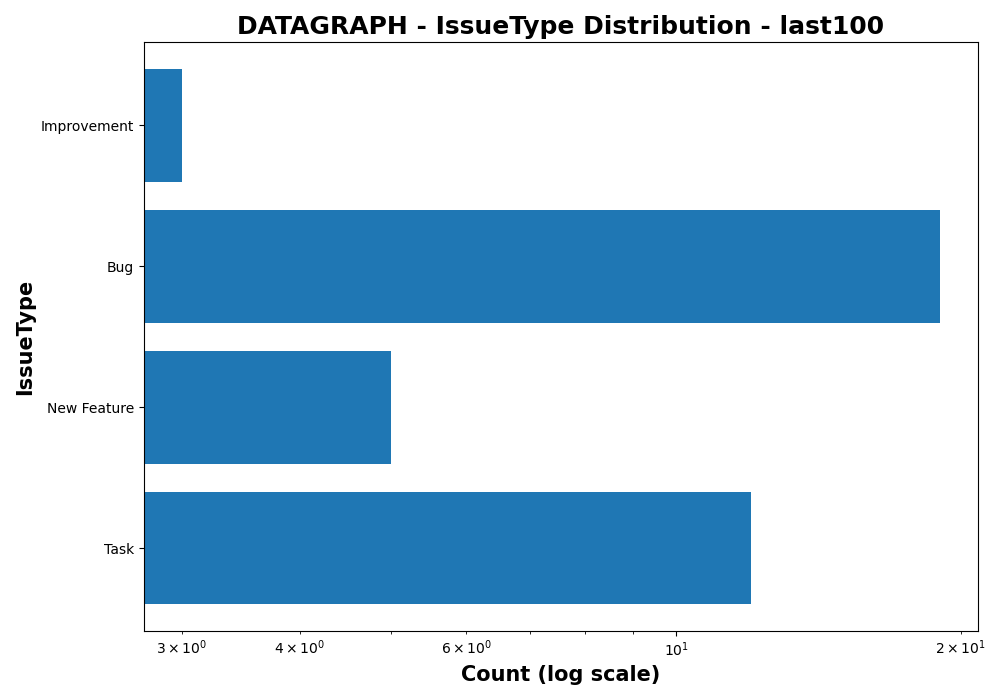 DATAGRAPH - IssueType Distribution - last100
IssueType
Improvement
Bug
New Feature
Task
3 × 10⁰ 4 × 10⁰ 6 × 10⁰ 10¹ 2 × 10¹
Count (log scale)